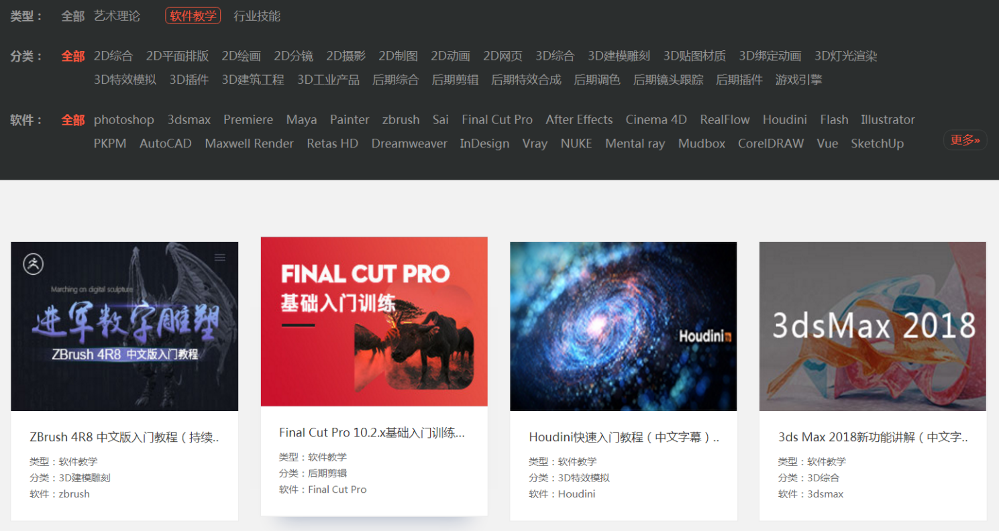 类型： 全部 艺术理论 软件教学 行业技能
分类： 全部 2D综合 2D平面排版 2D绘画 2D分镜 2D摄影 2D制图 2D动画 2D网页 3D综合 3D建模雕刻 3D贴图材质 3D绑定动画 3D灯光渲染
3D特效模拟 3D插件 3D建筑工程 3D工业产品 后期综合 后期剪辑 后期特效合成 后期调色 后期镜头跟踪 后期插件 游戏引擎
软件： 全部 photoshop 3dsmax Premiere Maya Painter zbrush Sai Final Cut Pro After Effects Cinema 4D RealFlow Houdini Flash Illustrator
PKPM AutoCAD Maxwell Render Retas HD Dreamweaver InDesign Vray NUKE Mental ray Mudbox CorelDRAW Vue SketchUp 更多»
Marching on digital sculpture
进军数字雕塑
ZBrush 4R8 中文版入门教程
ZBrush 4R8 中文版入门教程（持续..
类型：软件教学
分类：3D建模雕刻
软件：zbrush
FINAL CUT PRO
基础入门训练
Final Cut Pro 10.2.x基础入门训练...
类型：软件教学
分类：后期剪辑
软件：Final Cut Pro
Houdini
Houdini快速入门教程（中文字幕）..
类型：软件教学
分类：3D特效模拟
软件：Houdini
3dsMax 2018
3ds Max 2018新功能讲解（中文字..
类型：软件教学
分类：3D综合
软件：3dsmax